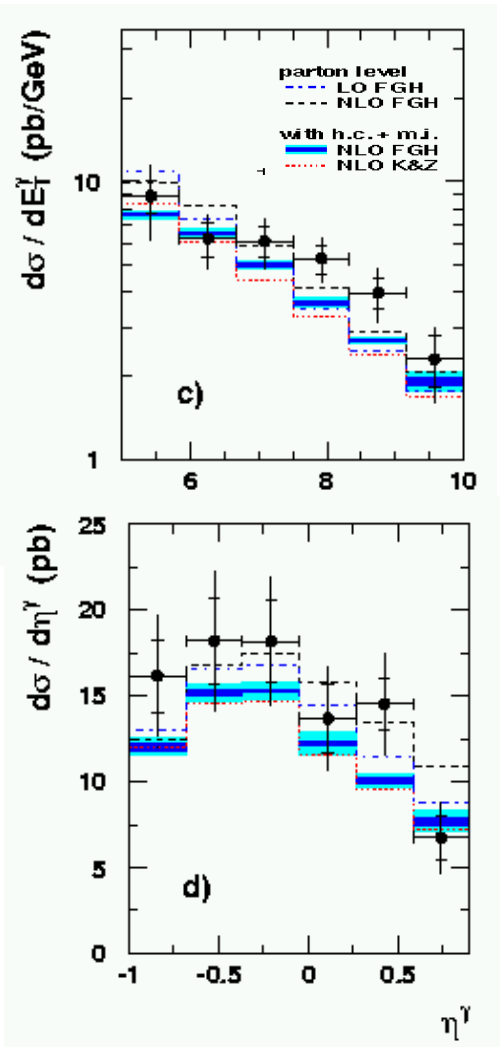 dσ / dE_T^γ (pb/GeV)
parton level
LO FGH
NLO FGH
with h.c.+ m.i.
NLO FGH
NLO K&Z
10
1
c)
6 8 10
dσ / dη^γ (pb)
25
20
15
10
5
0
d)
-1 -0.5 0 0.5
η^γ